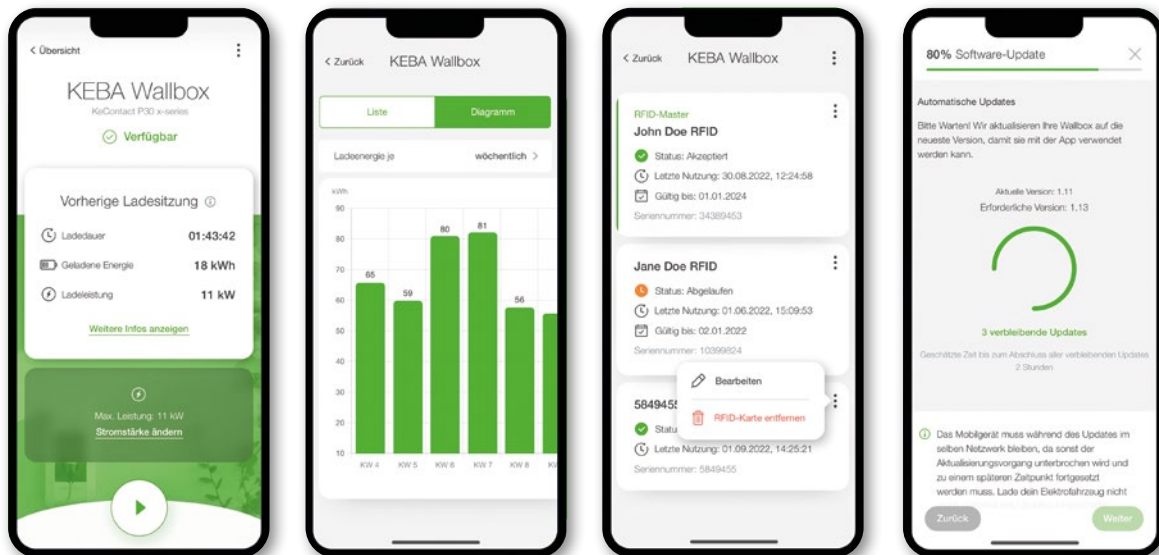 < Übersicht
KEBA Wallbox
KeContact P30 x-series
Verfügbar
Vorherige Ladesitzung
Ladedauer 01:43:42
Geladene Energie 18 kWh
Ladeleistung 11 kW
Weitere Infos anzeigen
Max. Leistung: 11 kW
Stromstärke ändern
< Zurück KEBA Wallbox
Liste Diagramm
Ladeenergie je wöchentlich >
kWh
90
80
70
60
50
40
30
20
10
65
59
80
81
56
KW 4 KW 5 KW 6 KW 7 KW 8
< Zurück KEBA Wallbox
RFID-Master
John Doe RFID
Status: Akzeptiert
Letzte Nutzung: 30.08.2022, 12:24:58
Gültig bis: 01.01.2024
Seriennummer: 34389453
Jane Doe RFID
Status: Abgelaufen
Letzte Nutzung: 01.06.2022, 15:09:53
Gültig bis: 02.01.2022
Seriennummer: 10399824
Bearbeiten
RFID-Karte entfernen
5849455
Statu
Letzte Nutzung: 01.09.2022, 14:25:21
Seriennummer: 5849455
80% Software-Update
Automatische Updates
Bitte Warten! Wir aktualisieren Ihre Wallbox auf die
neueste Version, damit sie mit der App verwendet
werden kann.
Aktuelle Version: 1.11
Erforderliche Version: 1.13
3 verbleibende Updates
Geschätzte Zeit bis zum Abschluss aller verbleibenden Updates
2 Stunden
Das Mobilgerät muss während des Updates im
selben Netzwerk bleiben, da sonst der
Aktualisierungsvorgang unterbrochen wird und
zu einem späteren Zeitpunkt fortgesetzt
werden muss. Lade dein Elektrofahrzeug nicht
Zurück Weiter